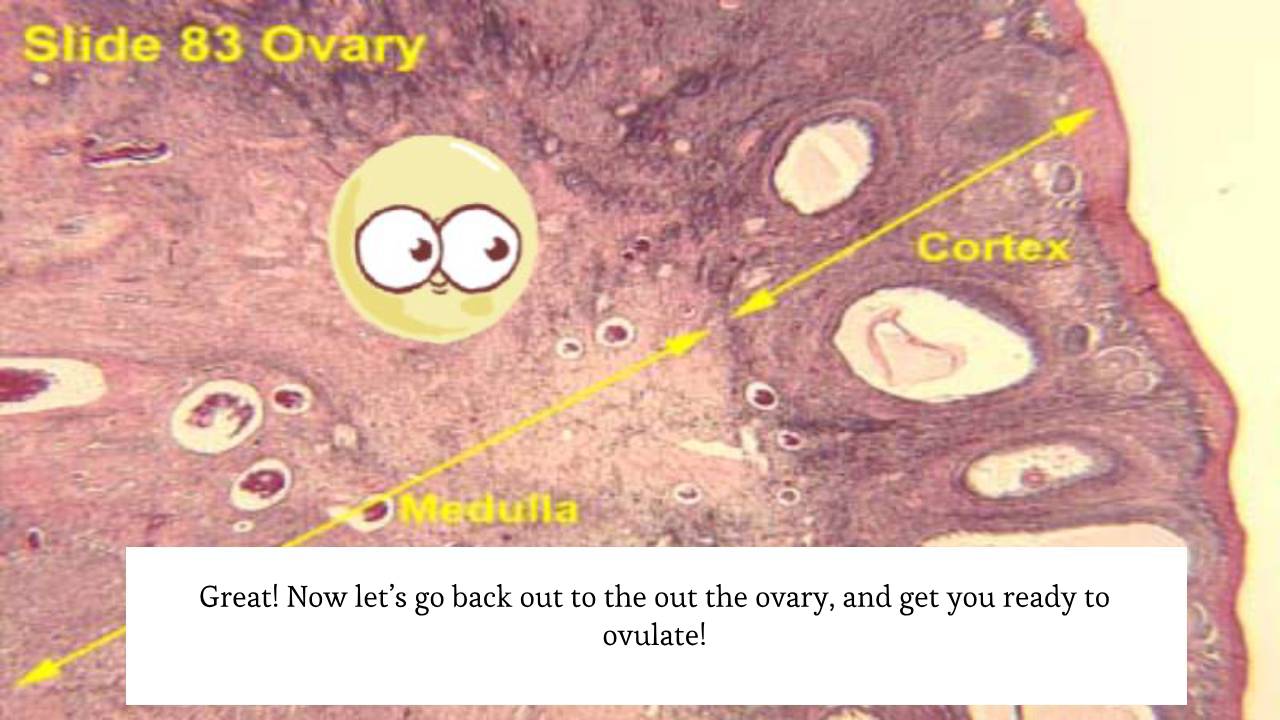 Slide 83 Ovary
Cortex
Medulla
Great! Now let’s go back out to the out the ovary, and get you ready to
ovulate!